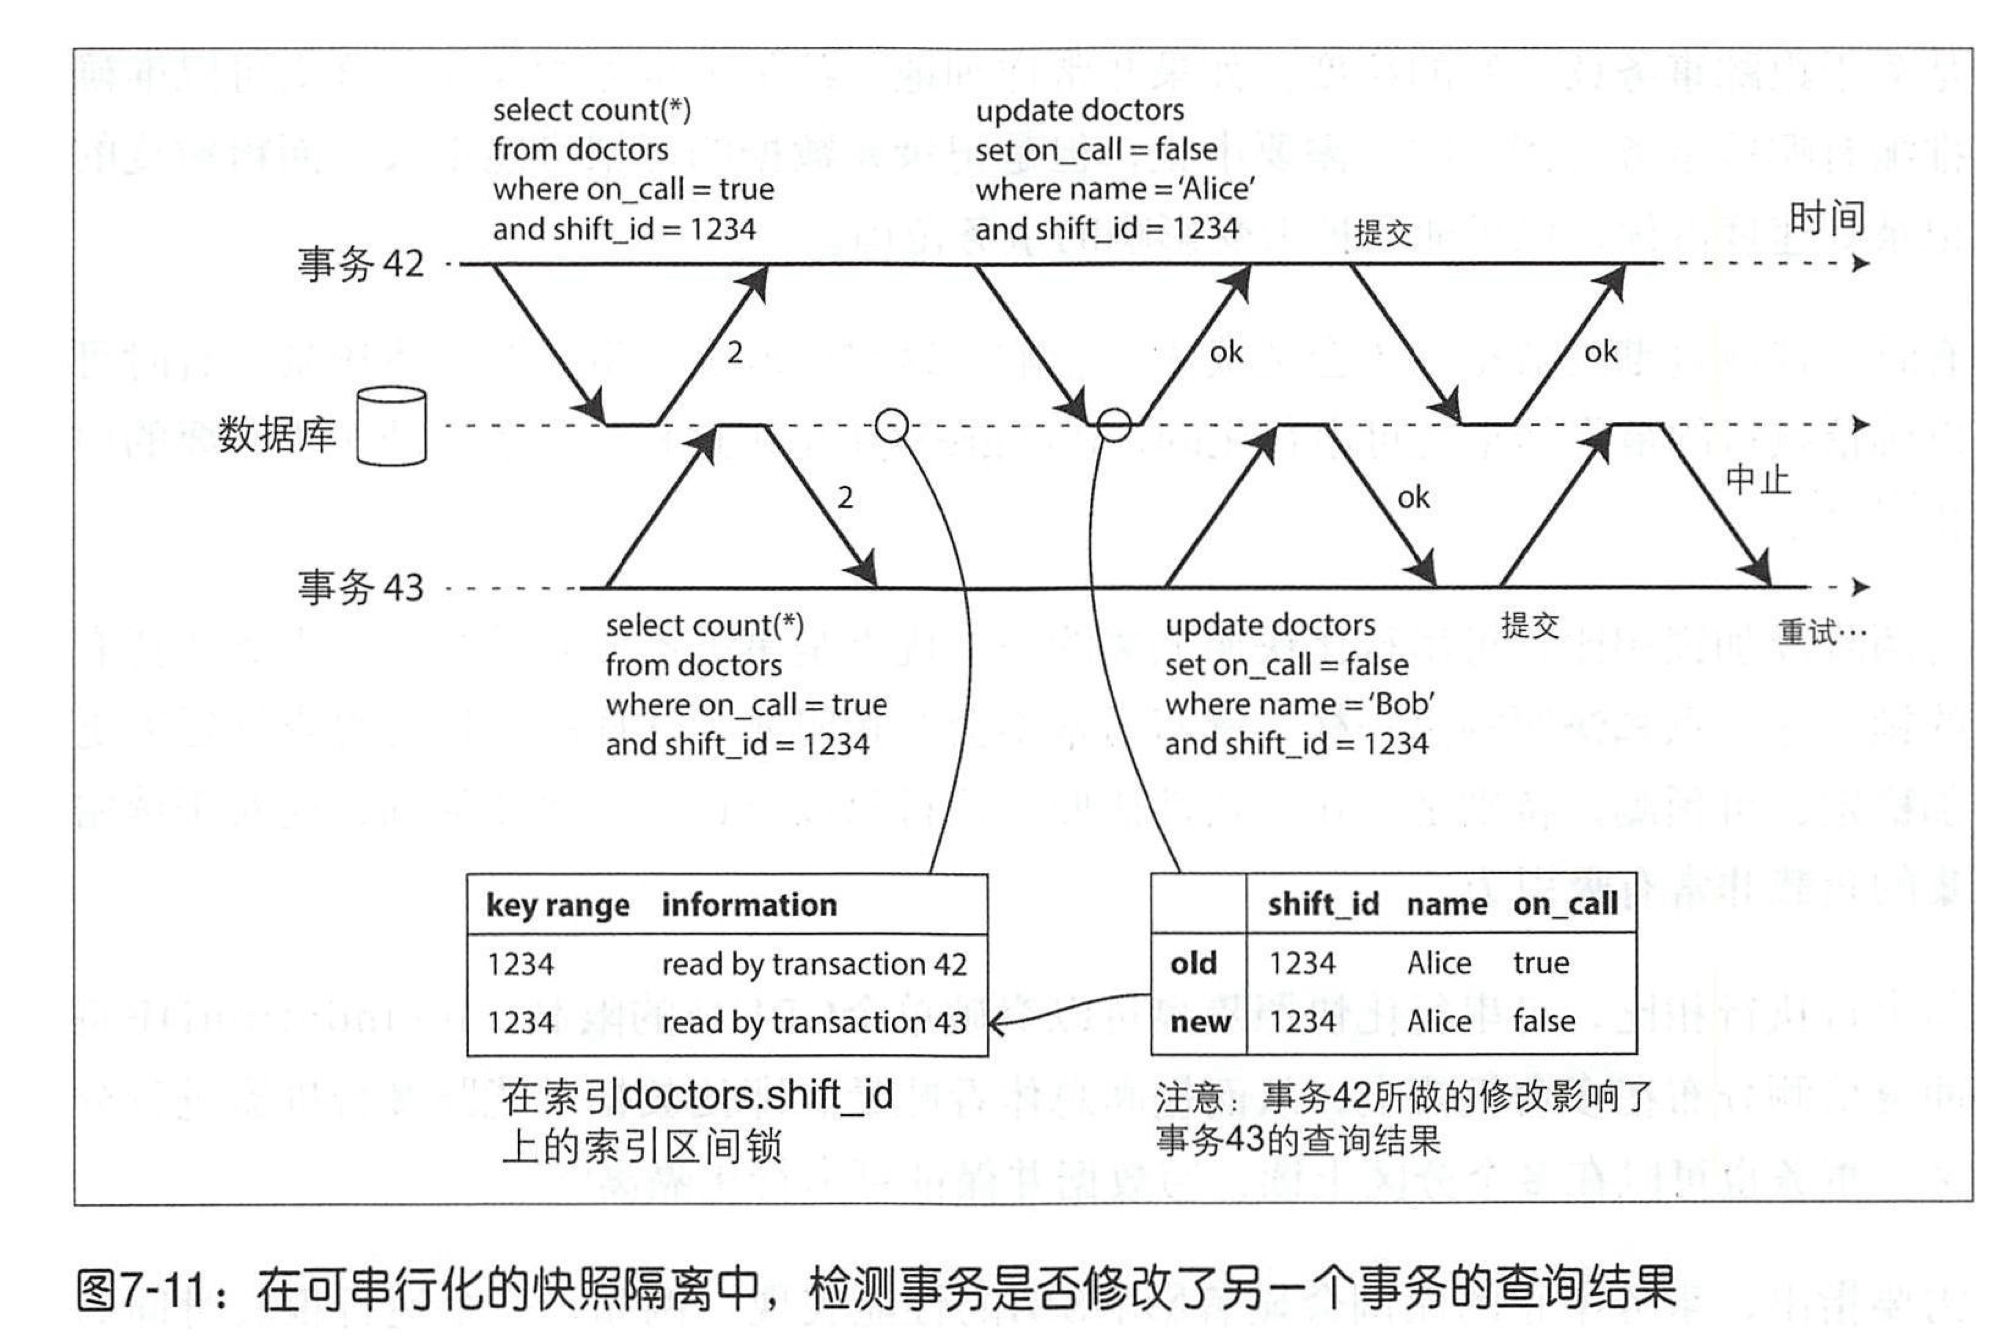 select count(*)
from doctors
where on_call = true
and shift_id = 1234
update doctors
set on_call = false
where name = ‘Alice’
and shift_id = 1234
提交
时间
事务 42
2
ok
ok
数据库
2
ok
中止
事务 43
select count(*)
from doctors
where on_call = true
and shift_id = 1234
update doctors
set on_call = false
where name = ‘Bob’
and shift_id = 1234
提交
重试…
key range information
1234 read by transaction 42
1234 read by transaction 43
在索引doctors.shift_id
上的索引区间锁
shift_id name on_call
old 1234 Alice true
new 1234 Alice false
注意：事务42所做的修改影响了
事务43的查询结果
图7-11：在可串行化的快照隔离中，检测事务是否修改了另一个事务的查询结果